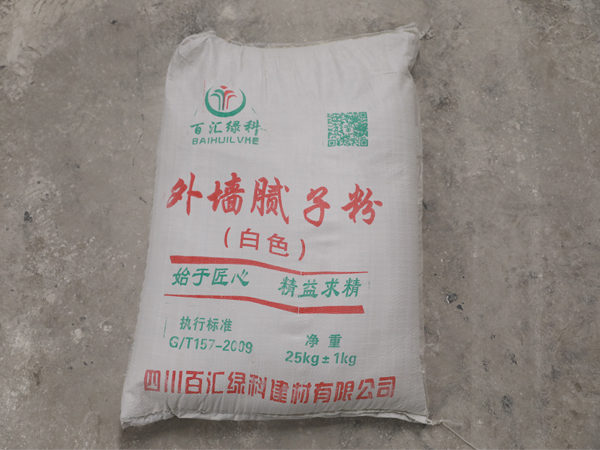 百汇绿科
BAIHUILVKE
外墙腻子粉
(白色)
始于匠心 精益求精
执行标准
G/T157-2009
净重
25kg±1kg
四川百汇绿科建材有限公司